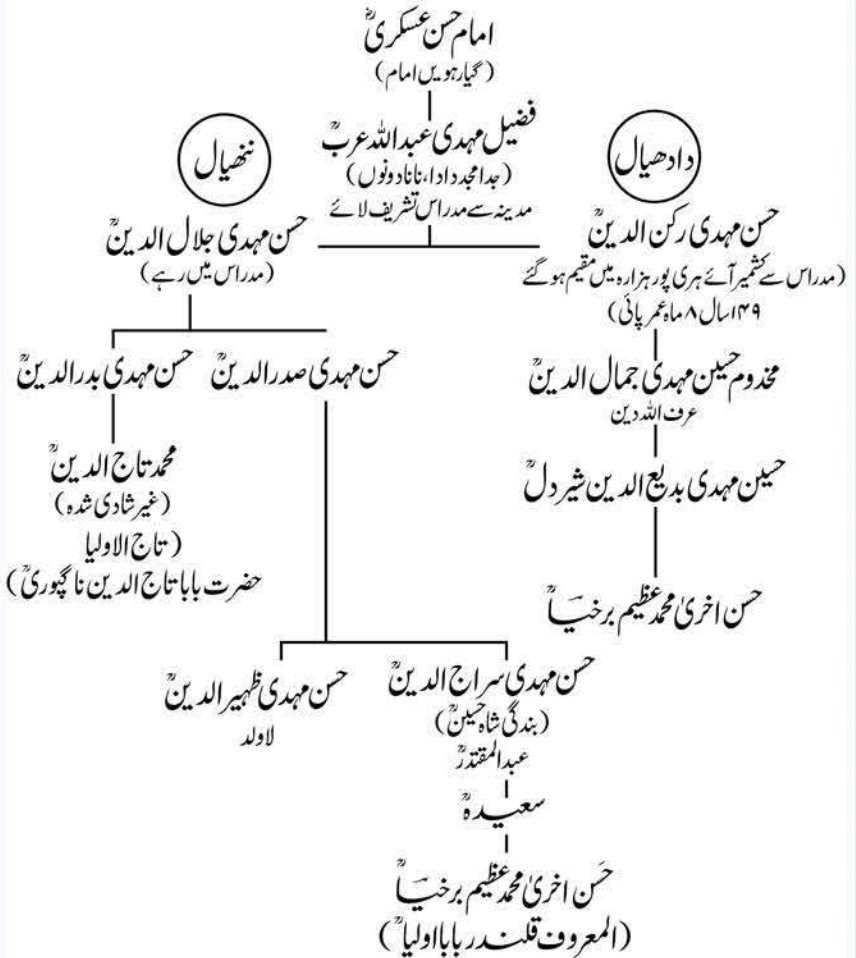 امام حسن عسکریؓ
(گیارہویں امام)
فضیل مہدی عبداللہ عربؒ
(جد امجد دادا، نانا دونوں)
مدینہ سے مدراس تشریف لائے
دادھیال
حسن مہدی رکن الدینؒ
(مدراس سے کشمیر آئے ہری پور ہزارہ میں مقیم ہوگئے
۱۴۹سال ۸ ماہ عمر پائی)
مخدوم حسین مہدی جمال الدینؒ
عرف اللہ دین
حسین مہدی بدیع الدین شیر دلؒ
حسن اخریٰ محمد عظیم برخیاؒ
ننھیال
حسن مہدی جلال الدینؒ
(مدراس میں رہے)
حسن مہدی صدر الدینؒ
حسن مہدی بدر الدینؒ
محمد تاج الدینؒ
(غیر شادی شدہ)
(تاج الاولیا
حضرت بابا تاج الدین ناگپوریؒ)
حسن مہدی سراج الدینؒ
(بندگی شاہ حسینؒ)
عبدالمقتدرؒ
حسن مہدی ظہیر الدینؒ
لاولد
سعیدہؒ
حَسن اخریٰ محمد عظیم برخیاؒ
(المعروف قلندر بابا اولیاؒ)